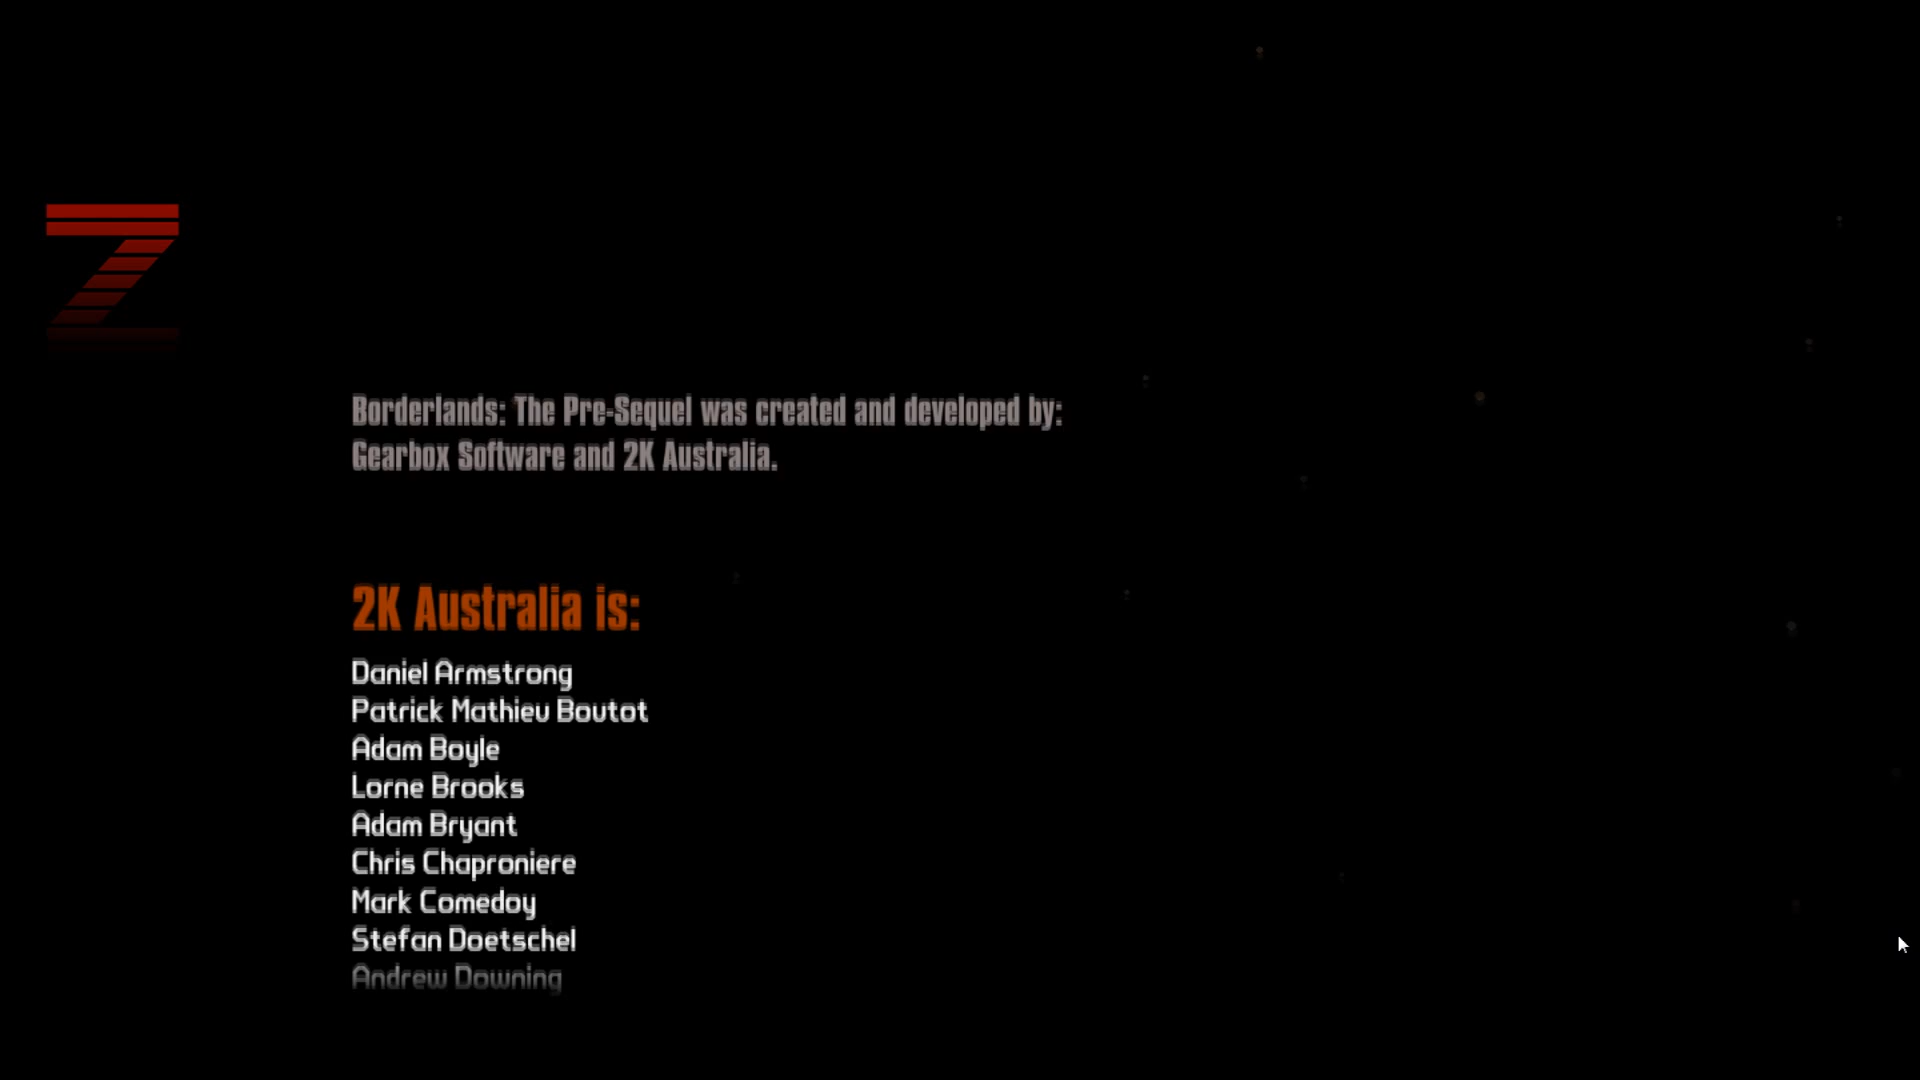 Z
Borderlands: The Pre-Sequel was created and developed by:
Gearbox Software and 2K Australia.
2K Australia is:
Daniel Armstrong
Patrick Mathieu Boutot
Adam Boyle
Lorne Brooks
Adam Bryant
Chris Chaproniere
Mark Comedoy
Stefan Doetschel
Andrew Downing